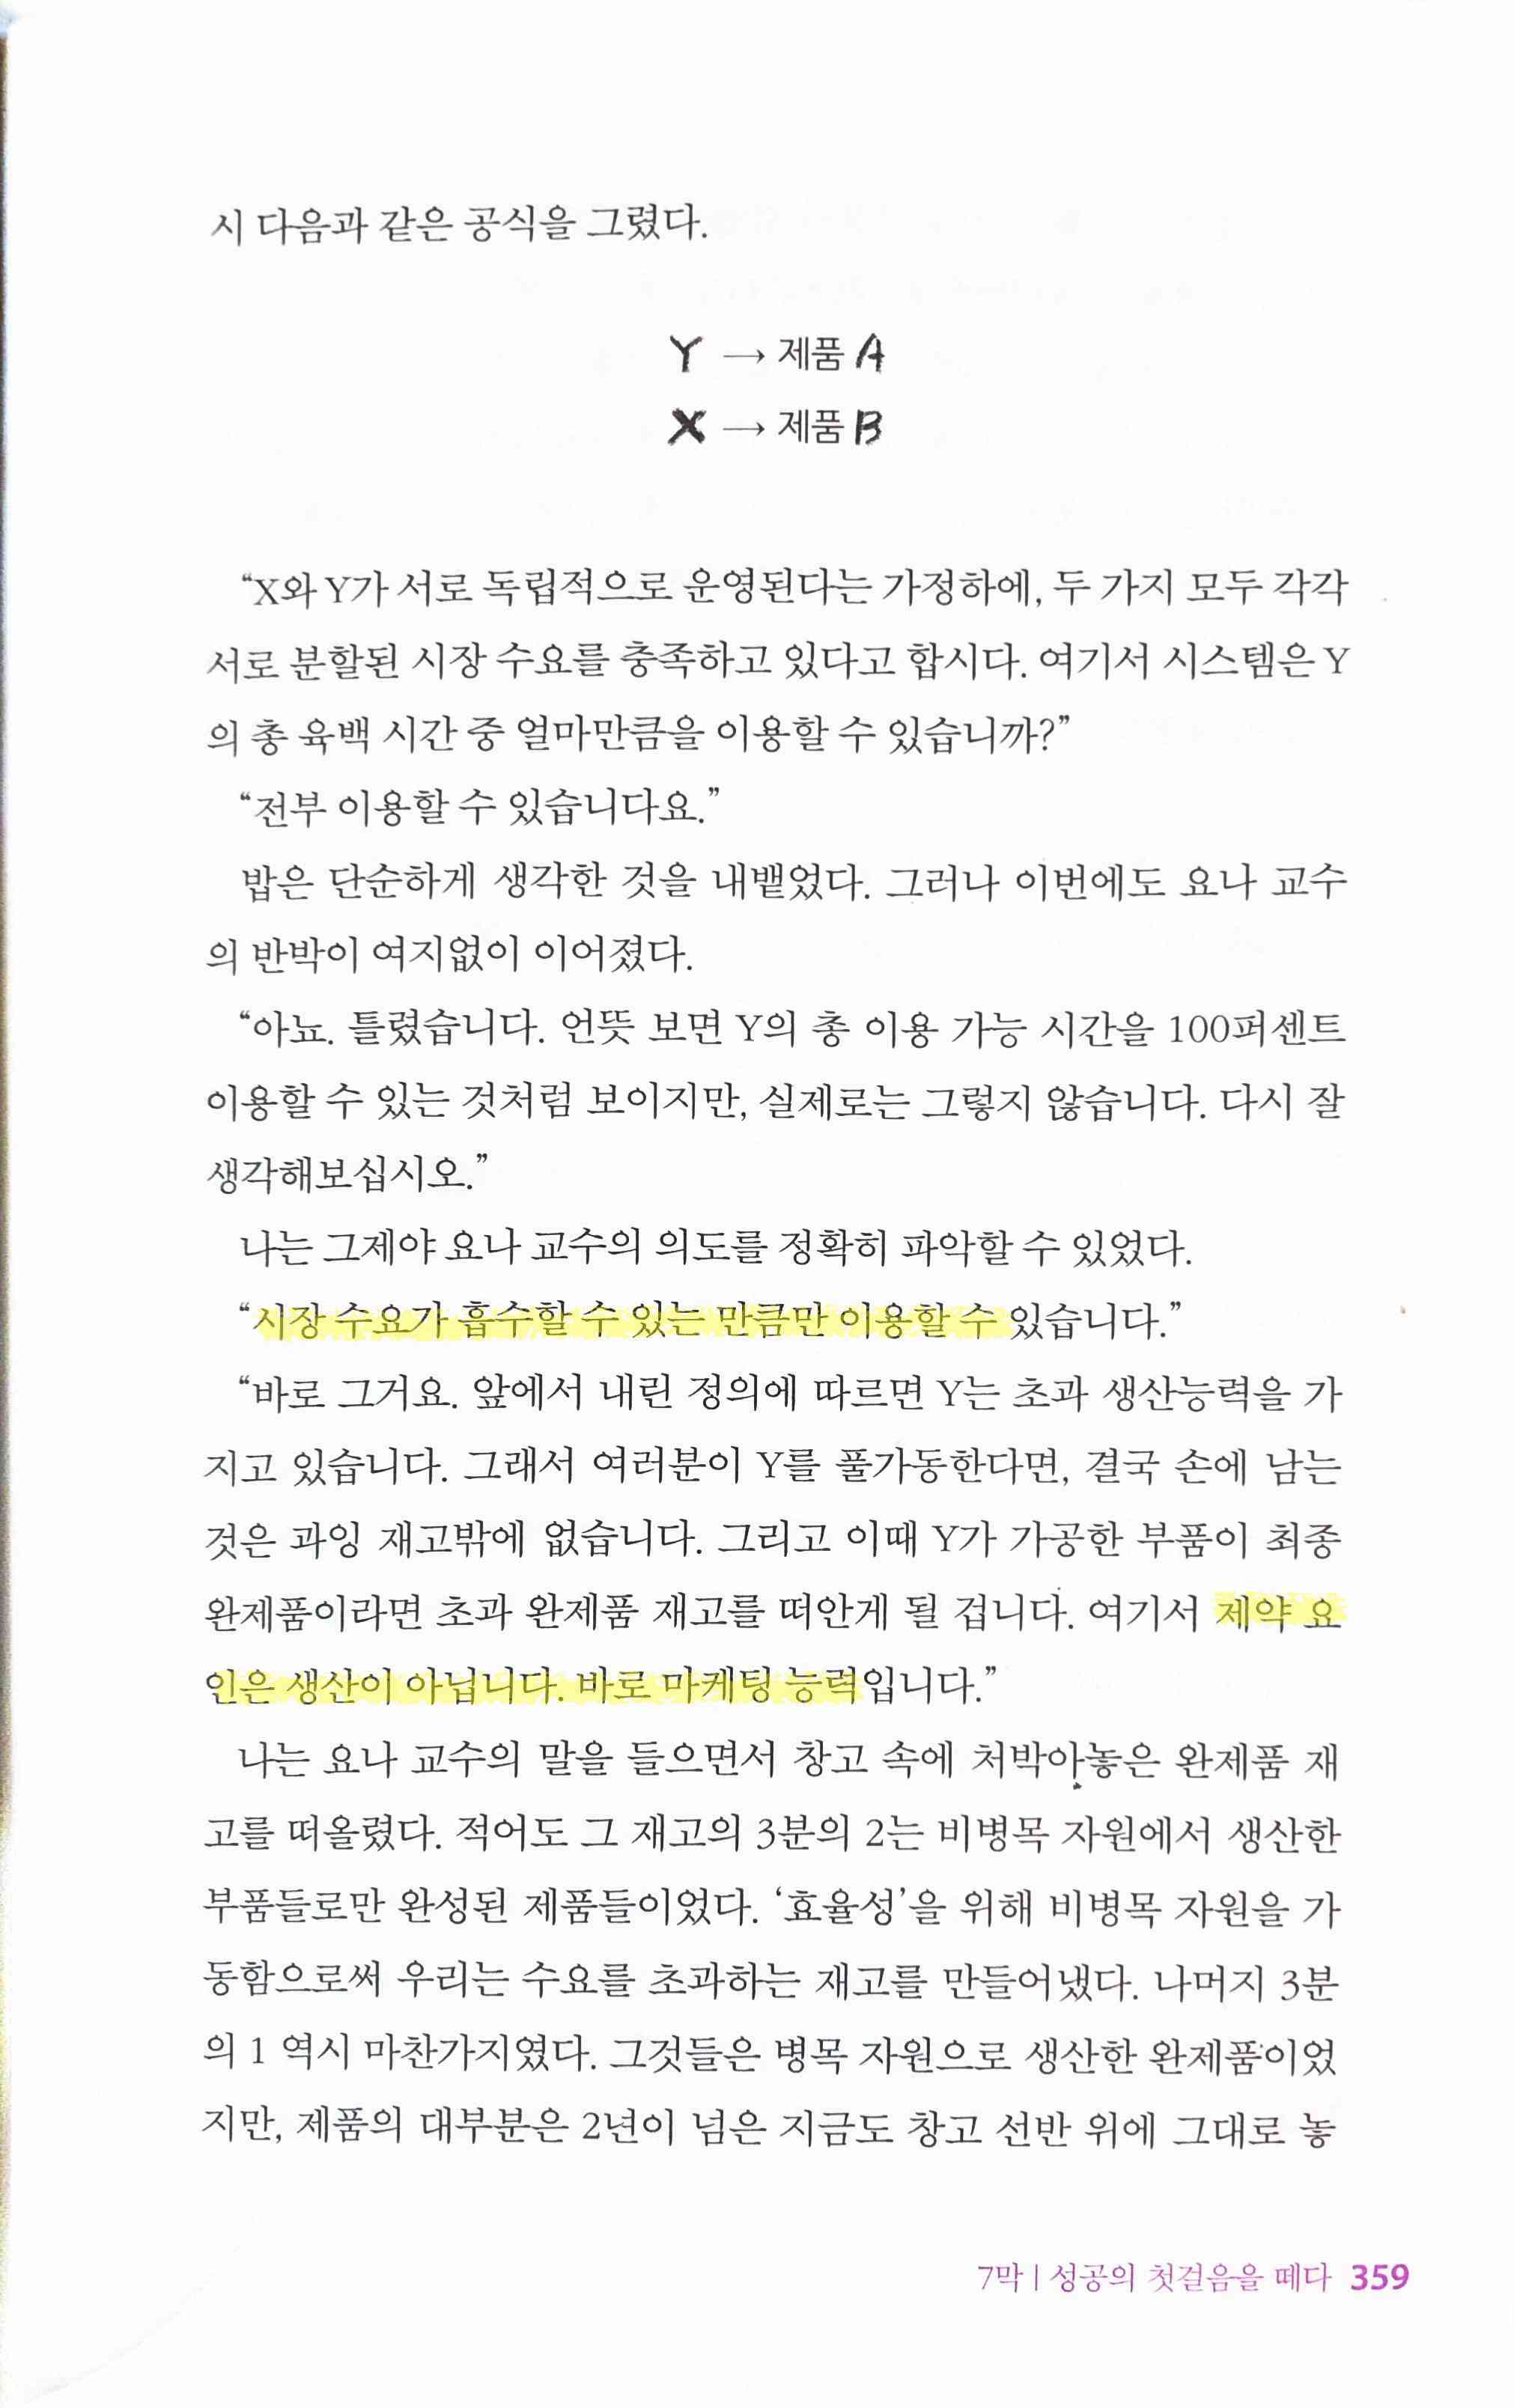 시 다음과 같은 공식을 그렸다.
Y → 제품 A
X → 제품 B
“X와 Y가 서로 독립적으로 운영된다는 가정하에, 두 가지 모두 각각
서로 분할된 시장 수요를 충족하고 있다고 합시다. 여기서 시스템은 Y
의 총 육백 시간 중 얼마만큼을 이용할 수 있습니까?”
“전부 이용할 수 있습니다요.”
밥은 단순하게 생각한 것을 내뱉었다. 그러나 이번에도 요나 교수
의 반박이 여지없이 이어졌다.
“아뇨. 틀렸습니다. 언뜻 보면 Y의 총 이용 가능 시간을 100퍼센트
이용할 수 있는 것처럼 보이지만, 실제로는 그렇지 않습니다. 다시 잘
생각해보십시오.”
나는 그제야 요나 교수의 의도를 정확히 파악할 수 있었다.
“시장 수요가 흡수할 수 있는 만큼만 이용할 수 있습니다.”
“바로 그거요. 앞에서 내린 정의에 따르면 Y는 초과 생산능력을 가
지고 있습니다. 그래서 여러분이 Y를 풀가동한다면, 결국 손에 남는
것은 과잉 재고밖에 없습니다. 그리고 이때 Y가 가공한 부품이 최종
완제품이라면 초과 완제품 재고를 떠안게 될 겁니다. 여기서 제약 요
인은 생산이 아닙니다. 바로 마케팅 능력입니다.”
나는 요나 교수의 말을 들으면서 창고 속에 처박아놓은 완제품 재
고를 떠올렸다. 적어도 그 재고의 3분의 2는 비병목 자원에서 생산한
부품들로만 완성된 제품들이었다. ‘효율성’을 위해 비병목 자원을 가
동함으로써 우리는 수요를 초과하는 재고를 만들어냈다. 나머지 3분
의 1 역시 마찬가지였다. 그것들은 병목 자원으로 생산한 완제품이었
지만, 제품의 대부분은 2년이 넘은 지금도 창고 선반 위에 그대로 놓
7막 | 성공의 첫걸음을 떼다 359